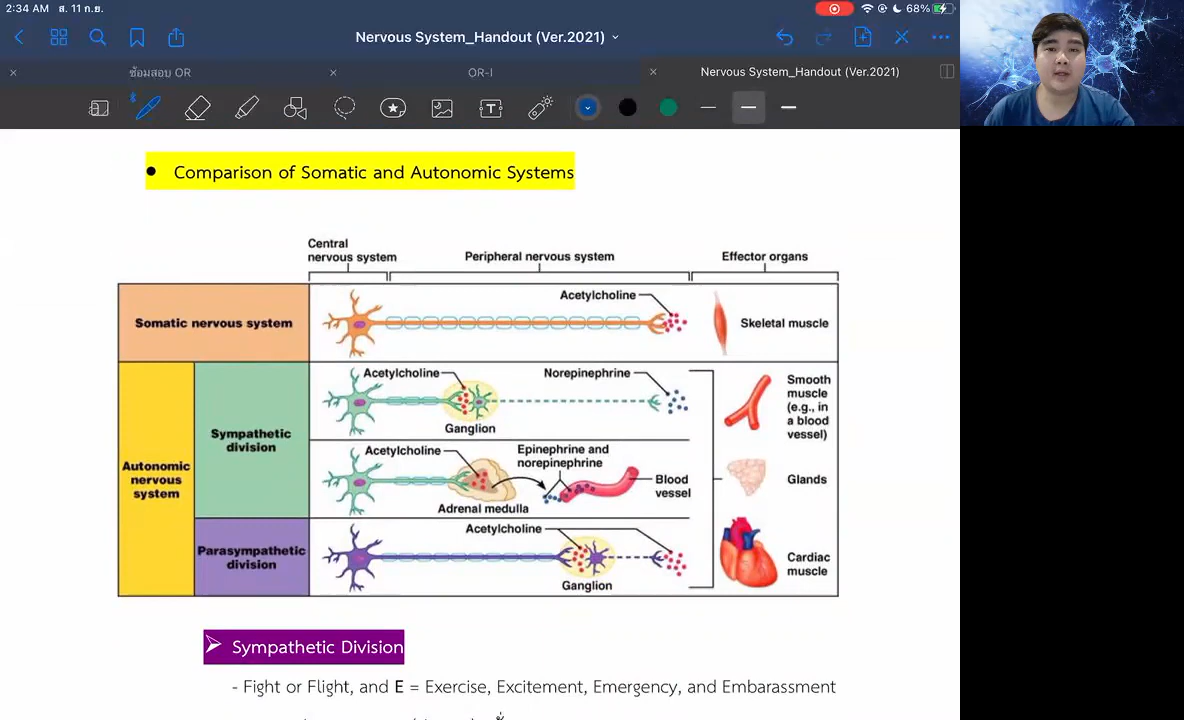 2:34 AM ส. 11 ก.ย.
68%
Nervous System_Handout (Ver.2021)
ซ้อมสอบ OR
OR-I
Nervous System_Handout (Ver.2021)
Comparison of Somatic and Autonomic Systems
Central
nervous system
Peripheral nervous system
Effector organs
Somatic nervous system
Acetylcholine
Skeletal muscle
Autonomic
nervous
system
Sympathetic
division
Acetylcholine
Norepinephrine
Ganglion
Smooth
muscle
(e.g., in
a blood
vessel)
Acetylcholine
Epinephrine and
norepinephrine
Blood
vessel
Adrenal medulla
Glands
Parasympathetic
division
Acetylcholine
Ganglion
Cardiac
muscle
Sympathetic Division
- Fight or Flight, and E = Exercise, Excitement, Emergency, and Embarassment